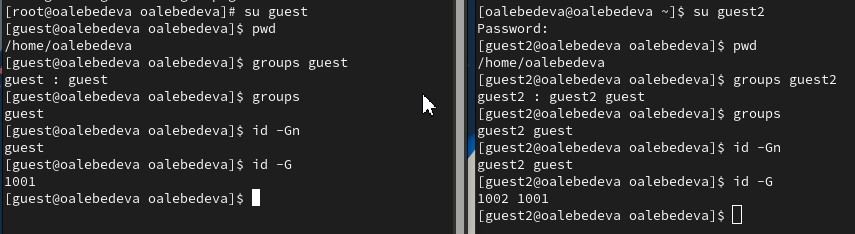 [root@oalebedeva oalebedeva]# su guest
[guest@oalebedeva oalebedeva]$ pwd
/home/oalebedeva
[guest@oalebedeva oalebedeva]$ groups guest
guest : guest
[guest@oalebedeva oalebedeva]$ groups
guest
[guest@oalebedeva oalebedeva]$ id -Gn
guest
[guest@oalebedeva oalebedeva]$ id -G
1001
[guest@oalebedeva oalebedeva]$
[oalebedeva@oalebedeva ~]$ su guest2
Password:
[guest2@oalebedeva oalebedeva]$ pwd
/home/oalebedeva
[guest2@oalebedeva oalebedeva]$ groups guest2
guest2 : guest2 guest
[guest2@oalebedeva oalebedeva]$ groups
guest2 guest
[guest2@oalebedeva oalebedeva]$ id -Gn
guest2 guest
[guest2@oalebedeva oalebedeva]$ id -G
1002 1001
[guest2@oalebedeva oalebedeva]$